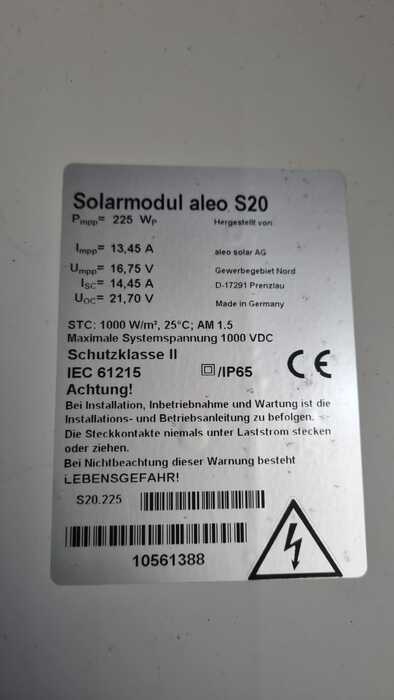 Solarmodul aleo S20
Pmpp= 225 WP
Hergestellt von:
Impp= 13,45 A
aleo solar AG
Umpp= 16,75 V
Gewerbegebiet Nord
ISC= 14,45 A
D-17291 Prenzlau
UOC= 21,70 V
Made in Germany
STC: 1000 W/m², 25°C; AM 1.5
Maximale Systemspannung 1000 VDC
Schutzklasse II
IEC 61215 /IP65 CE
Achtung!
Bei Installation, Inbetriebnahme und Wartung ist die
Installations- und Betriebsanleitung zu befolgen.
Die Steckkontakte niemals unter Laststrom stecken
oder ziehen.
Bei Nichtbeachtung dieser Warnung besteht
LEBENSGEFAHR!
S20.225
10561388